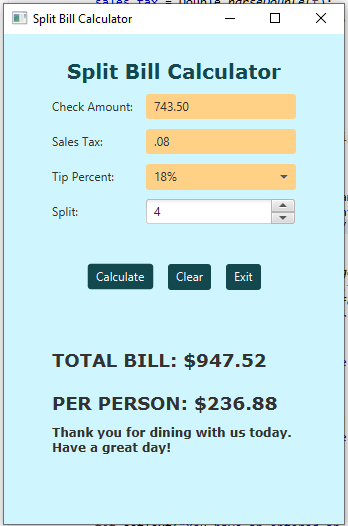 sales_tax = Double.parseDouble(
Split Bill Calculator
Split Bill Calculator
Check Amount: 743.50
Sales Tax: .08
Tip Percent: 18%
Split: 4
Calculate Clear Exit
TOTAL BILL: $947.52
PER PERSON: $236.88
Thank you for dining with us today.
Have a great day!